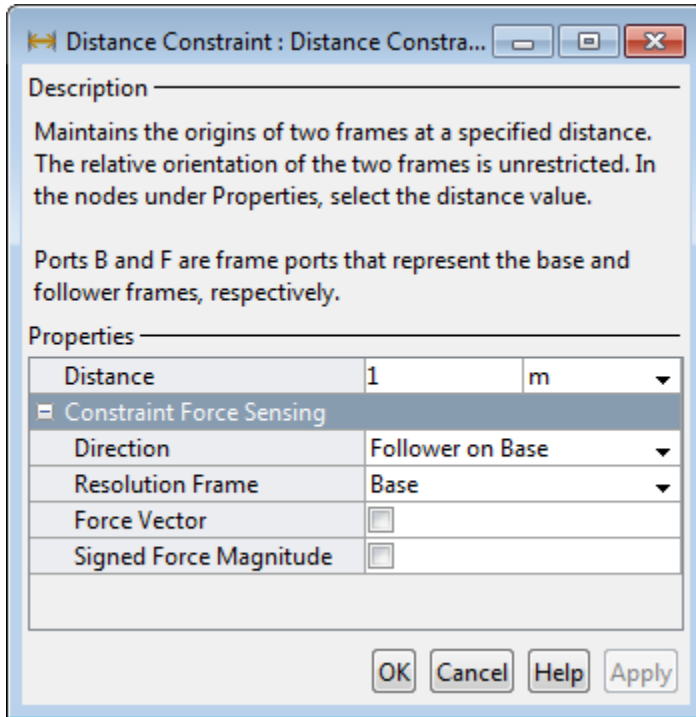 Distance Constraint : Distance Constra...
Description
Maintains the origins of two frames at a specified distance.
The relative orientation of the two frames is unrestricted. In
the nodes under Properties, select the distance value.
Ports B and F are frame ports that represent the base and
follower frames, respectively.
Properties
Distance 1 m
Constraint Force Sensing
Direction Follower on Base
Resolution Frame Base
Force Vector
Signed Force Magnitude
OK Cancel Help Apply